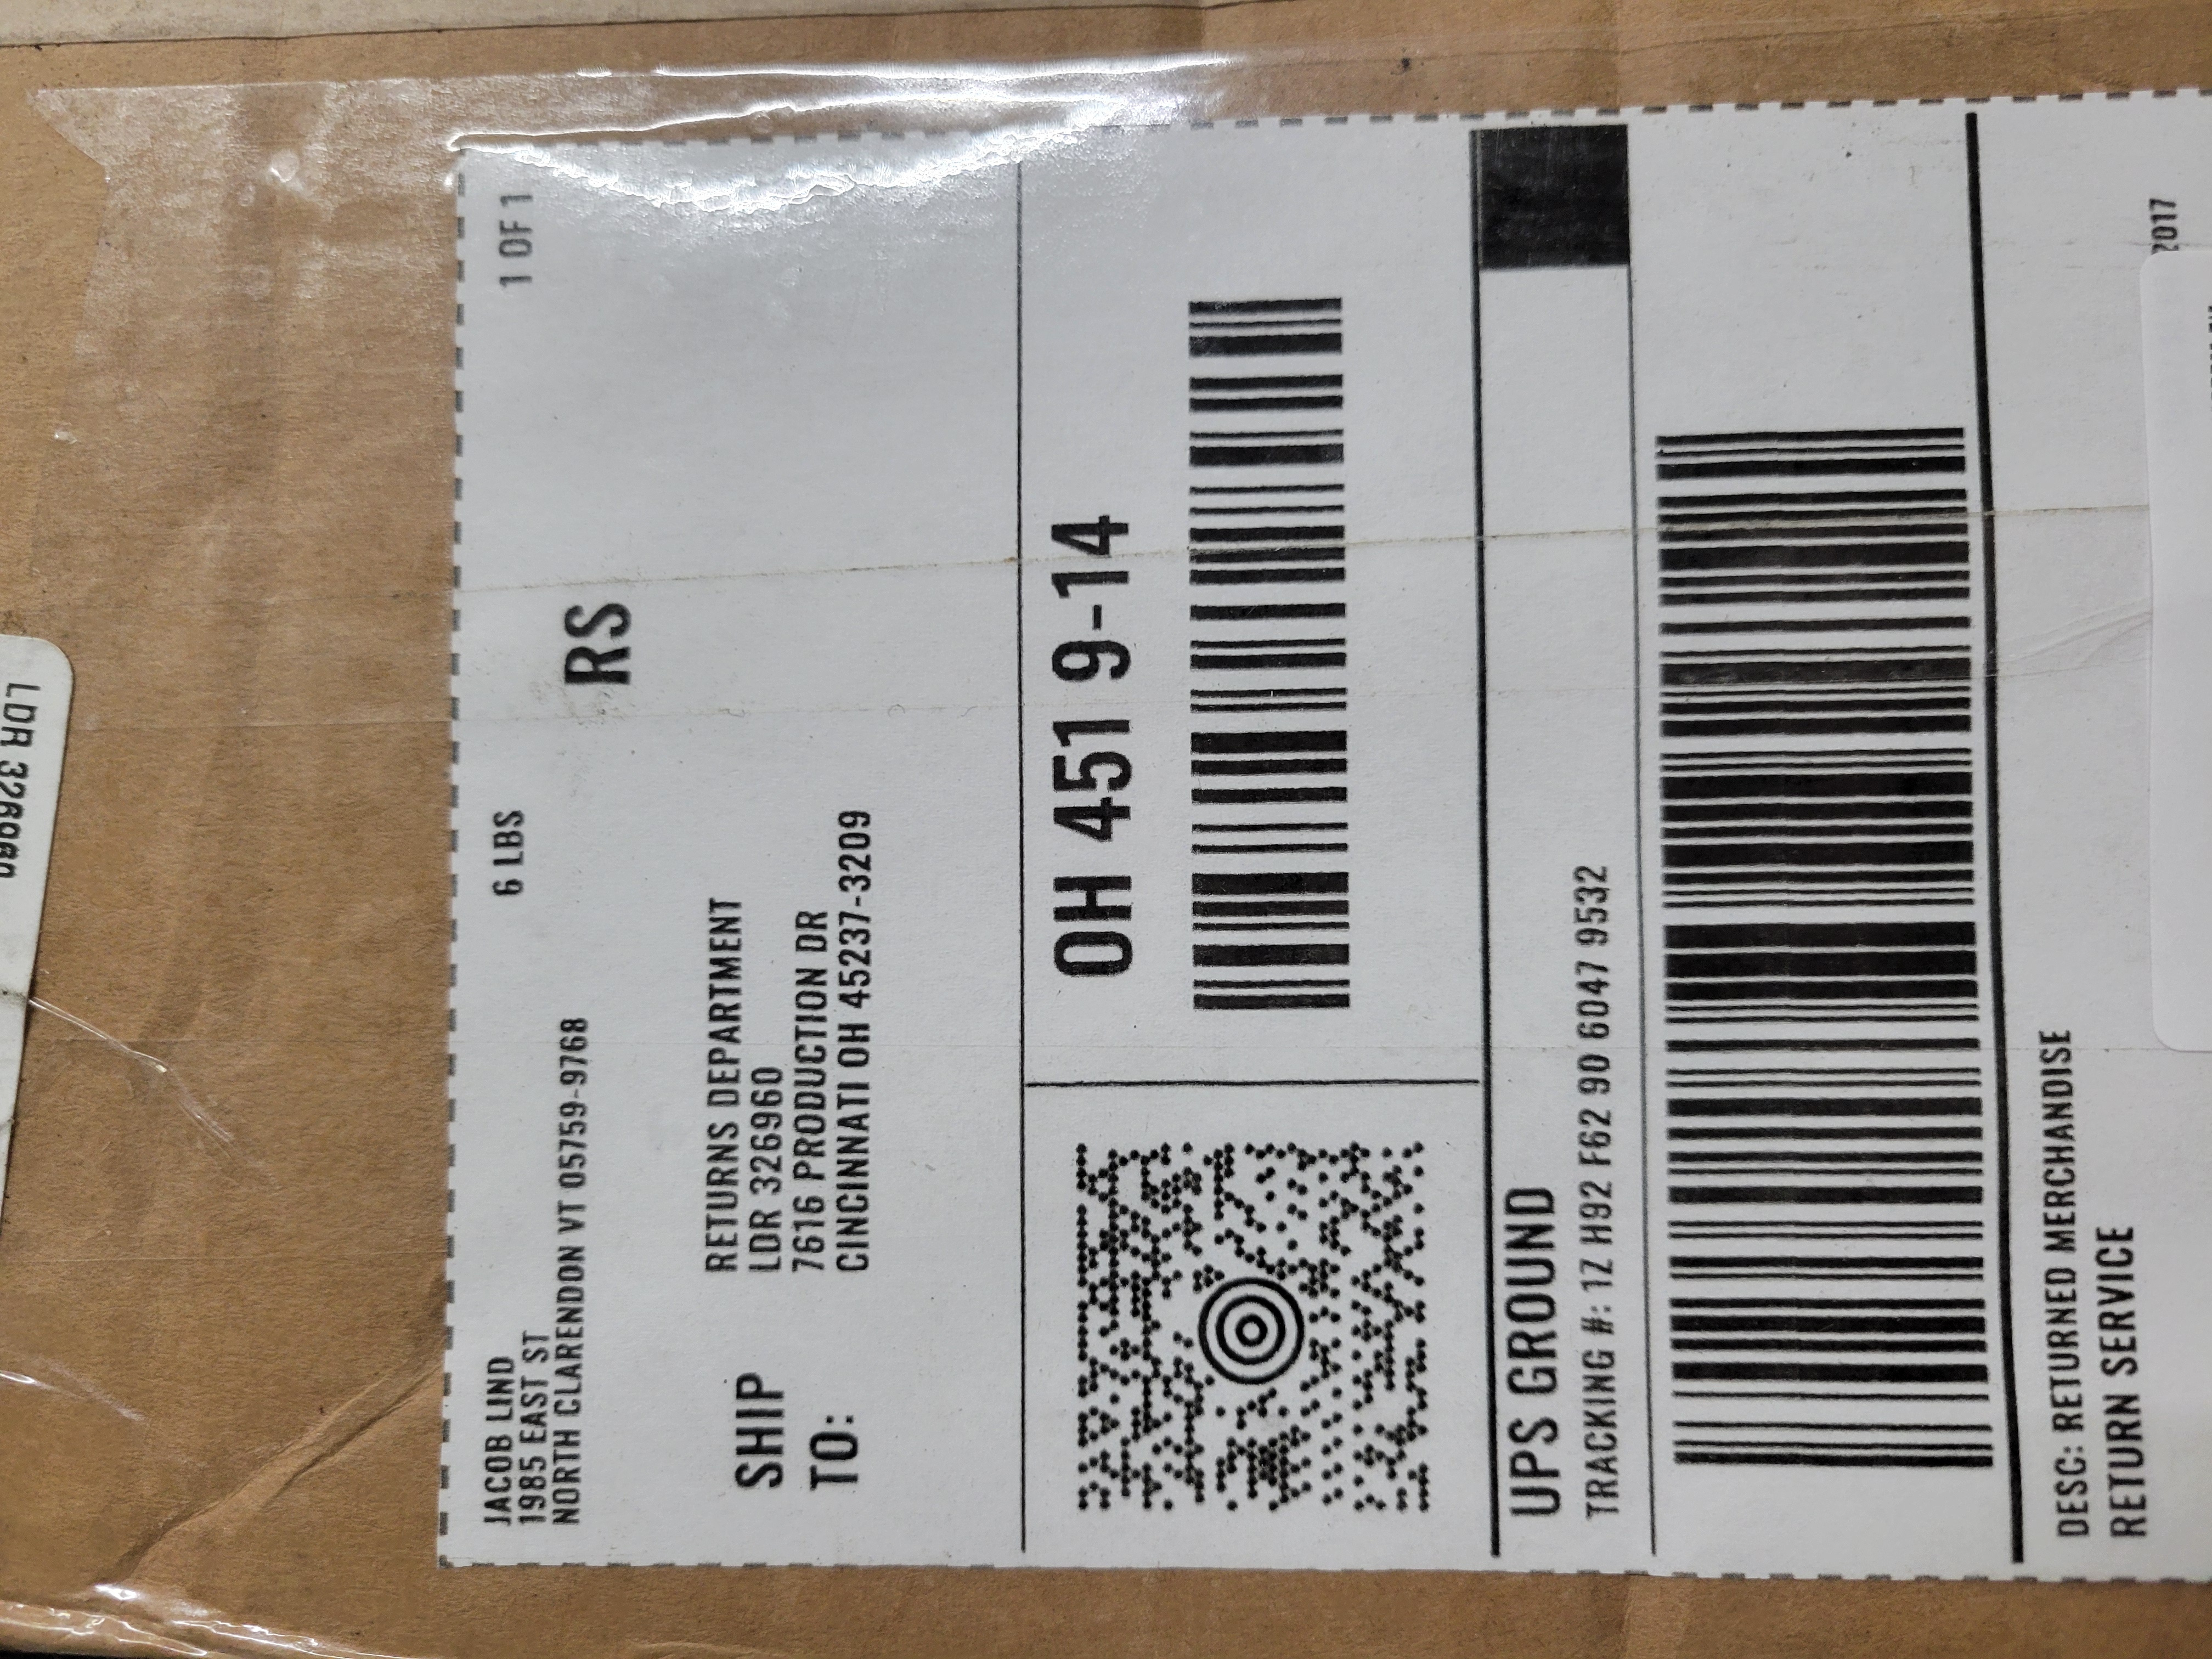 JACOB LIND
1985 EAST ST
NORTH CLARENDON VT 05759-9768
6 LBS
1 OF 1
RS
SHIP
TO:
RETURNS DEPARTMENT
LDR 326960
7616 PRODUCTION DR
CINCINNATI OH 45237-3209
OH 451 9-14
UPS GROUND
TRACKING #: 1Z H92 F62 90 6047 9532
DESC: RETURNED MERCHANDISE
RETURN SERVICE
2017
LDR 326960